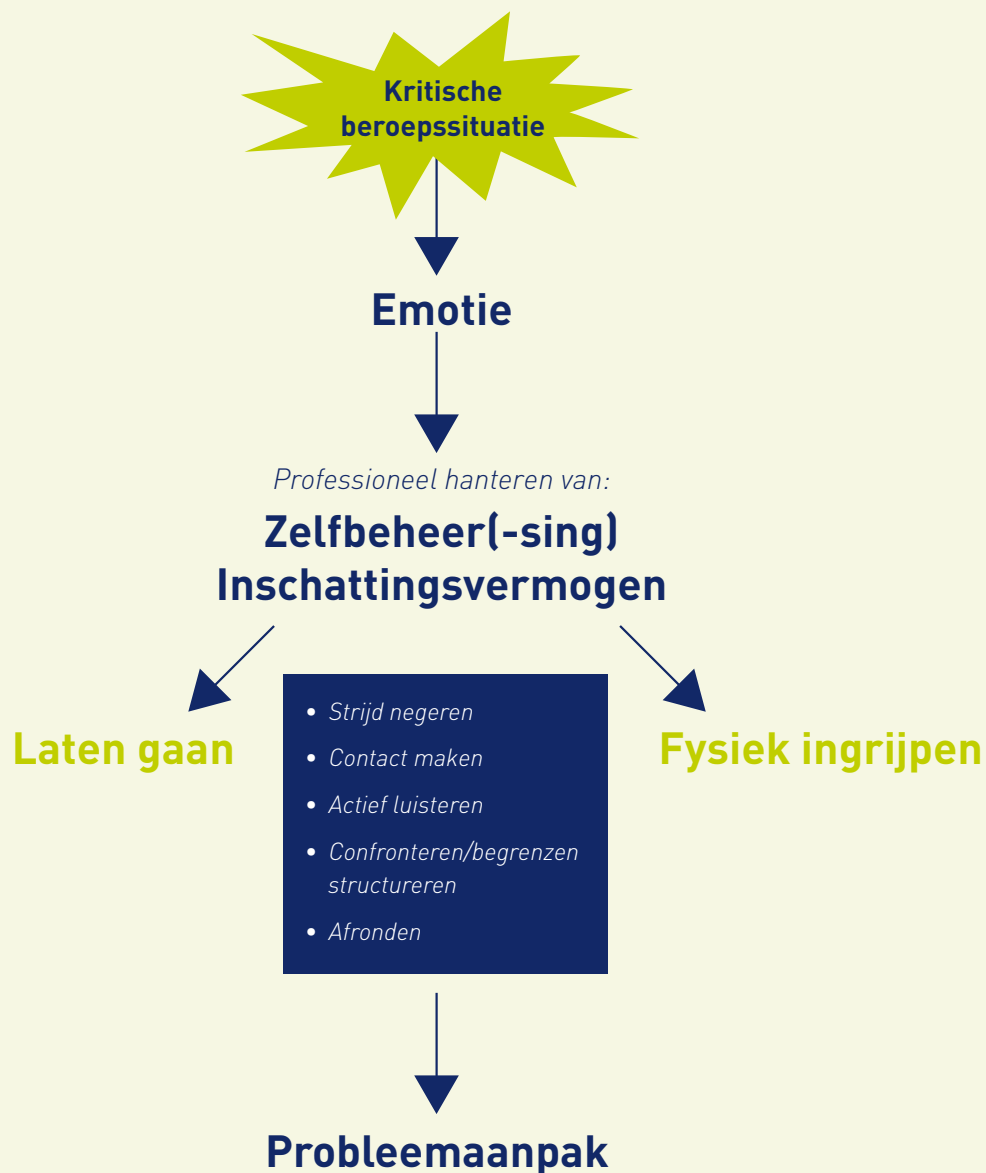 Kritische
beroepssituatie
Emotie
Professioneel hanteren van:
Zelfbeheer(-sing)
Inschattingsvermogen
Laten gaan
• Strijd negeren
• Contact maken
• Actief luisteren
• Confronteren/begrenzen
structureren
• Afronden
Fysiek ingrijpen
Probleemaanpak